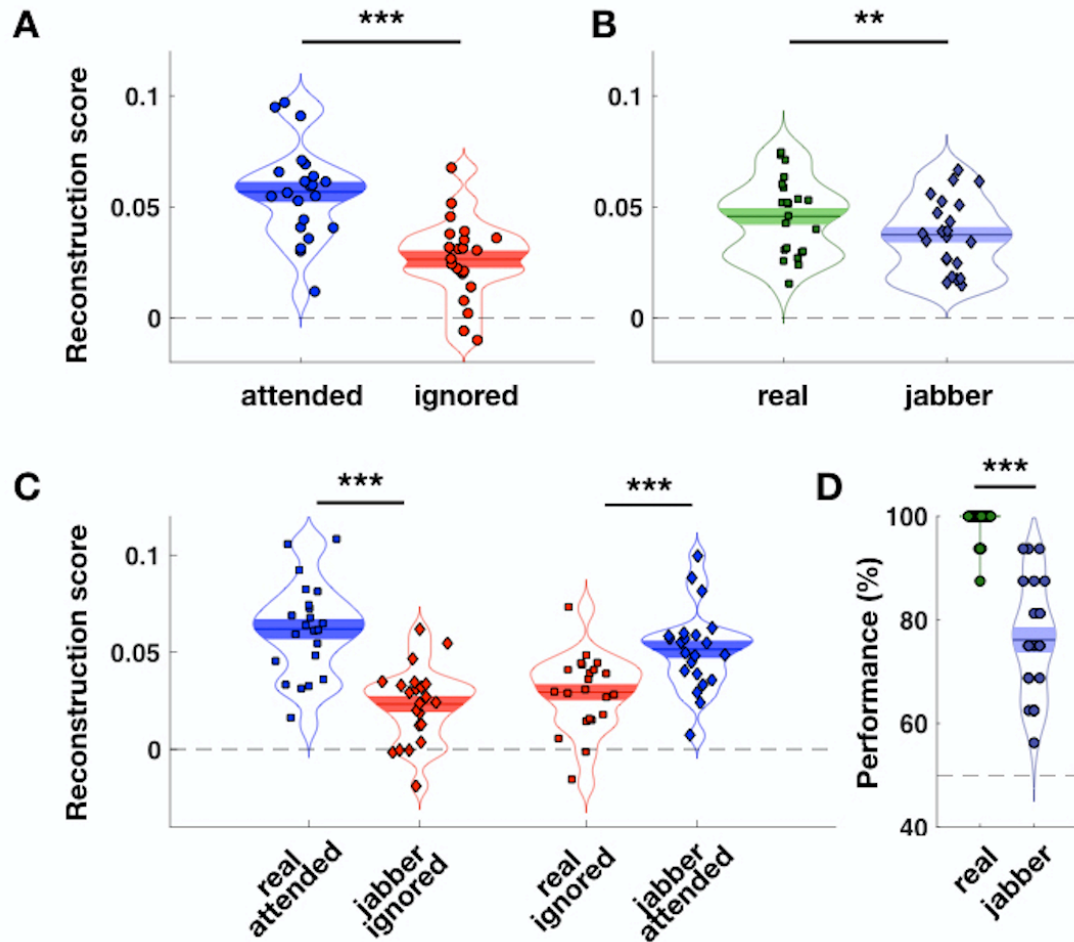 A
***
Reconstruction score
0.1
0.05
0
attended
ignored
B
**
0.1
0.05
0
real
jabber
C
***
***
Reconstruction score
0.1
0.05
0
real
attended
jabber
ignored
real
ignored
jabber
attended
D
***
Performance (%)
100
80
60
40
real
jabber